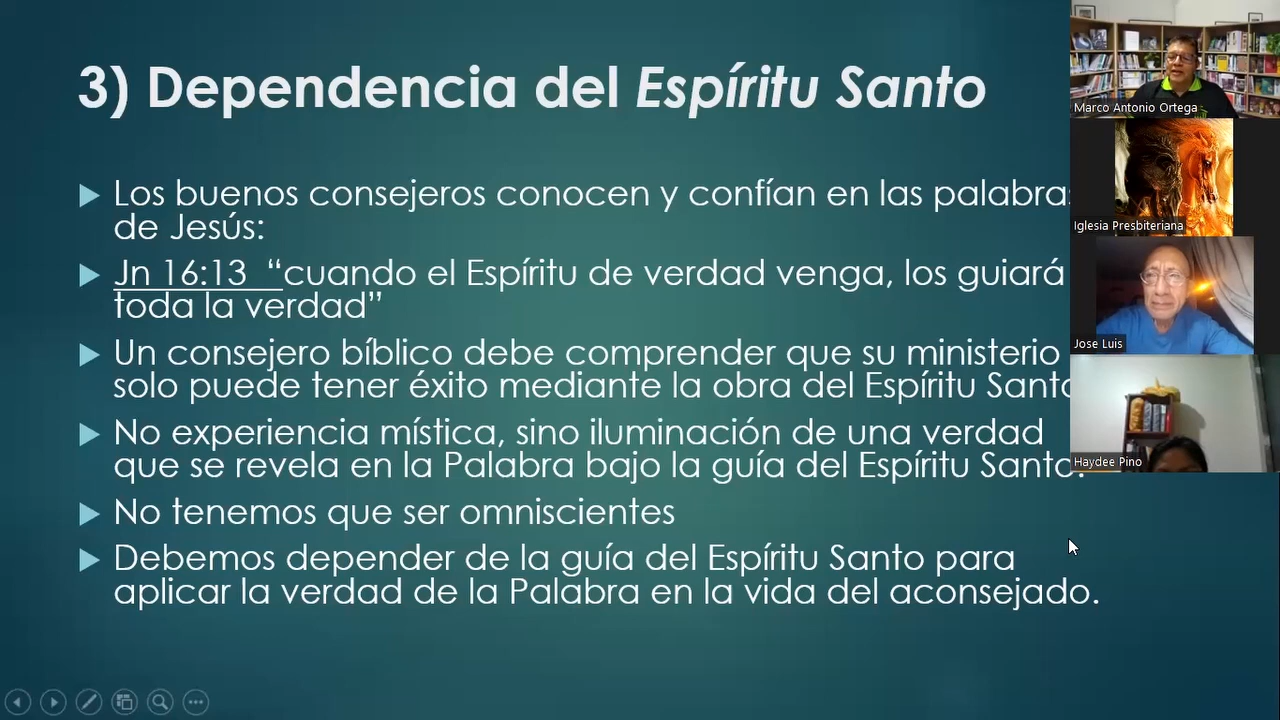 3) Dependencia del Espíritu Santo
Los buenos consejeros conocen y confían en las palabras
de Jesús:
Jn 16:13 “cuando el Espíritu de verdad venga, los guiará
toda la verdad”
Un consejero bíblico debe comprender que su ministerio
solo puede tener éxito mediante la obra del Espíritu Santo
No experiencia mística, sino iluminación de una verdad
que se revela en la Palabra bajo la guía del Espíritu Santo.
No tenemos que ser omniscientes
Debemos depender de la guía del Espíritu Santo para
aplicar la verdad de la Palabra en la vida del aconsejado.
Marco Antonio Ortega
Iglesia Presbiteriana
Jose Luis
Haydee Pino